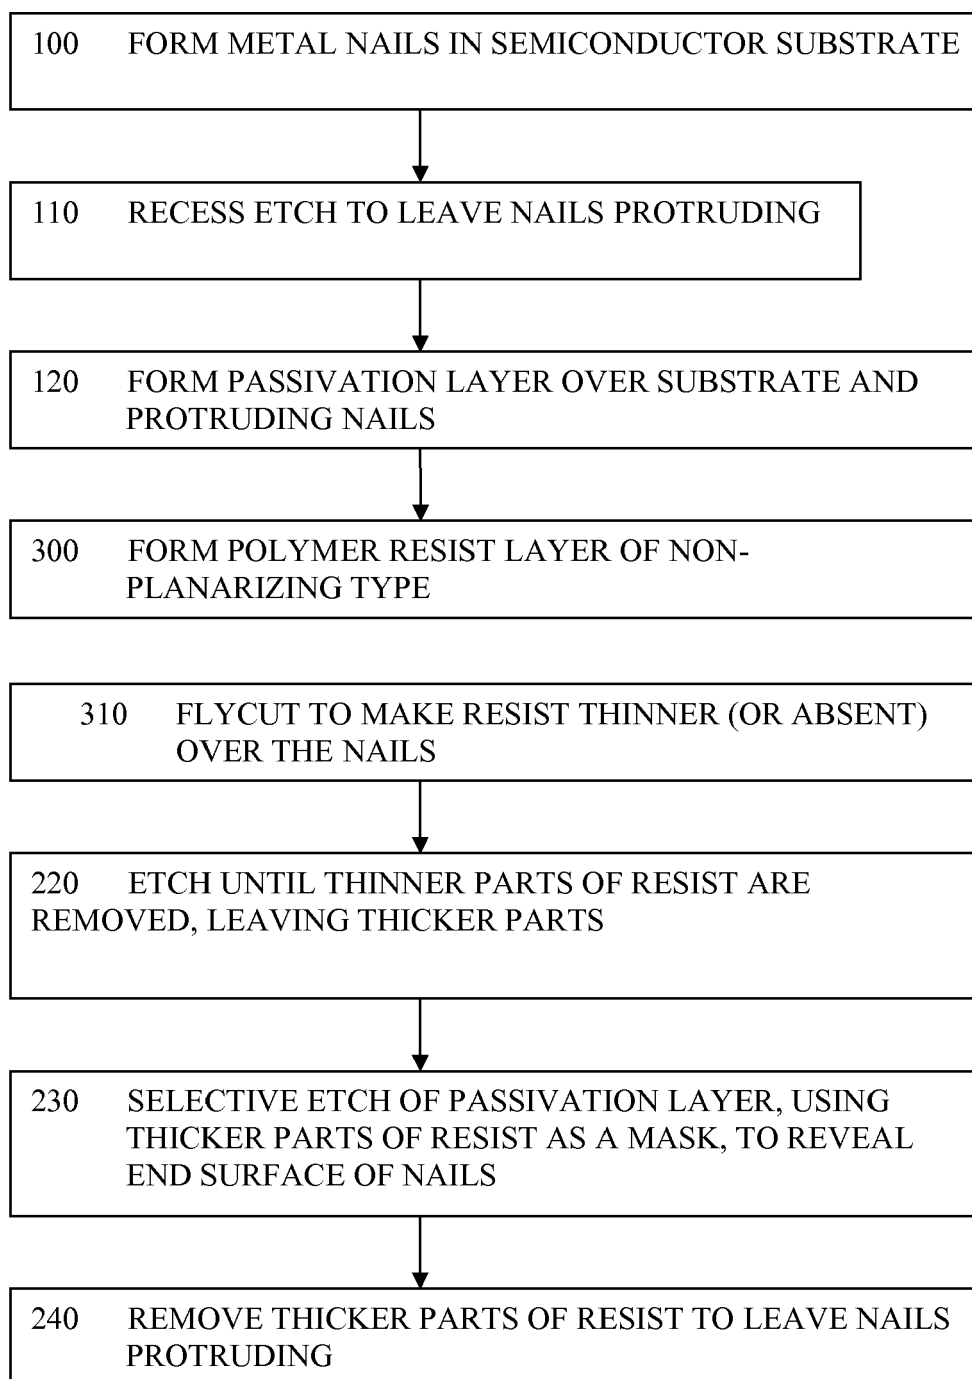 100 FORM METAL NAILS IN SEMICONDUCTOR SUBSTRATE
110 RECESS ETCH TO LEAVE NAILS PROTRUDING
120 FORM PASSIVATION LAYER OVER SUBSTRATE AND
PROTRUDING NAILS
300 FORM POLYMER RESIST LAYER OF NON-
PLANARIZING TYPE
310 FLYCUT TO MAKE RESIST THINNER (OR ABSENT)
OVER THE NAILS
220 ETCH UNTIL THINNER PARTS OF RESIST ARE
REMOVED, LEAVING THICKER PARTS
230 SELECTIVE ETCH OF PASSIVATION LAYER, USING
THICKER PARTS OF RESIST AS A MASK, TO REVEAL
END SURFACE OF NAILS
240 REMOVE THICKER PARTS OF RESIST TO LEAVE NAILS
PROTRUDING